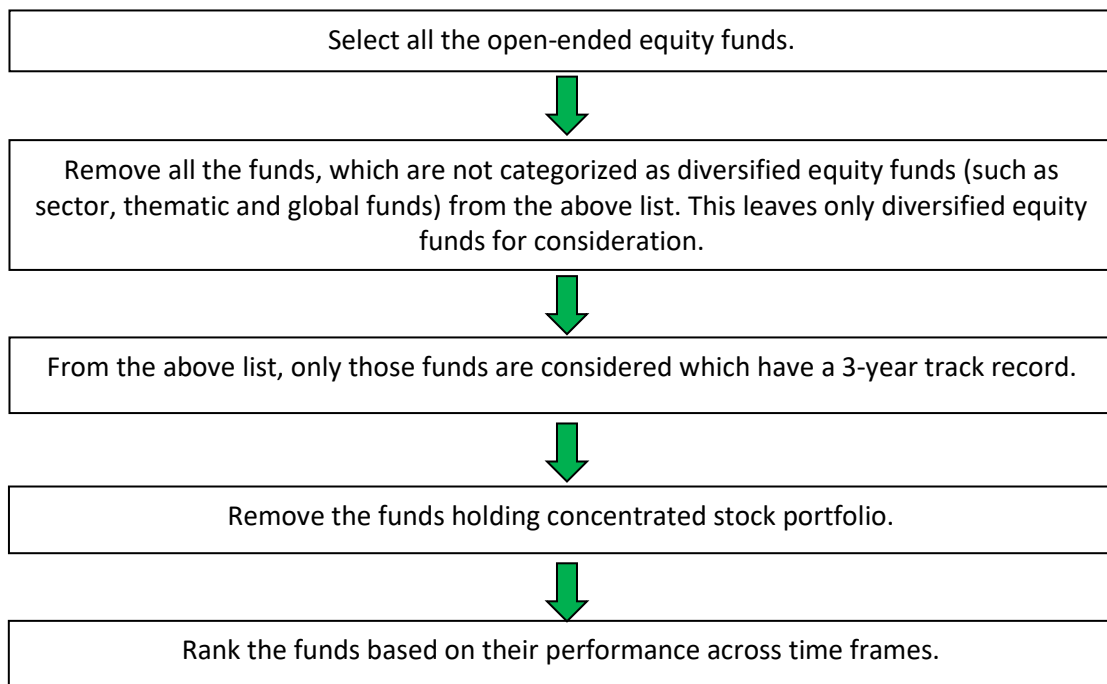 Select all the open-ended equity funds.
Remove all the funds, which are not categorized as diversified equity funds (such as
sector, thematic and global funds) from the above list. This leaves only diversified equity
funds for consideration.
From the above list, only those funds are considered which have a 3-year track record.
Remove the funds holding concentrated stock portfolio.
Rank the funds based on their performance across time frames.